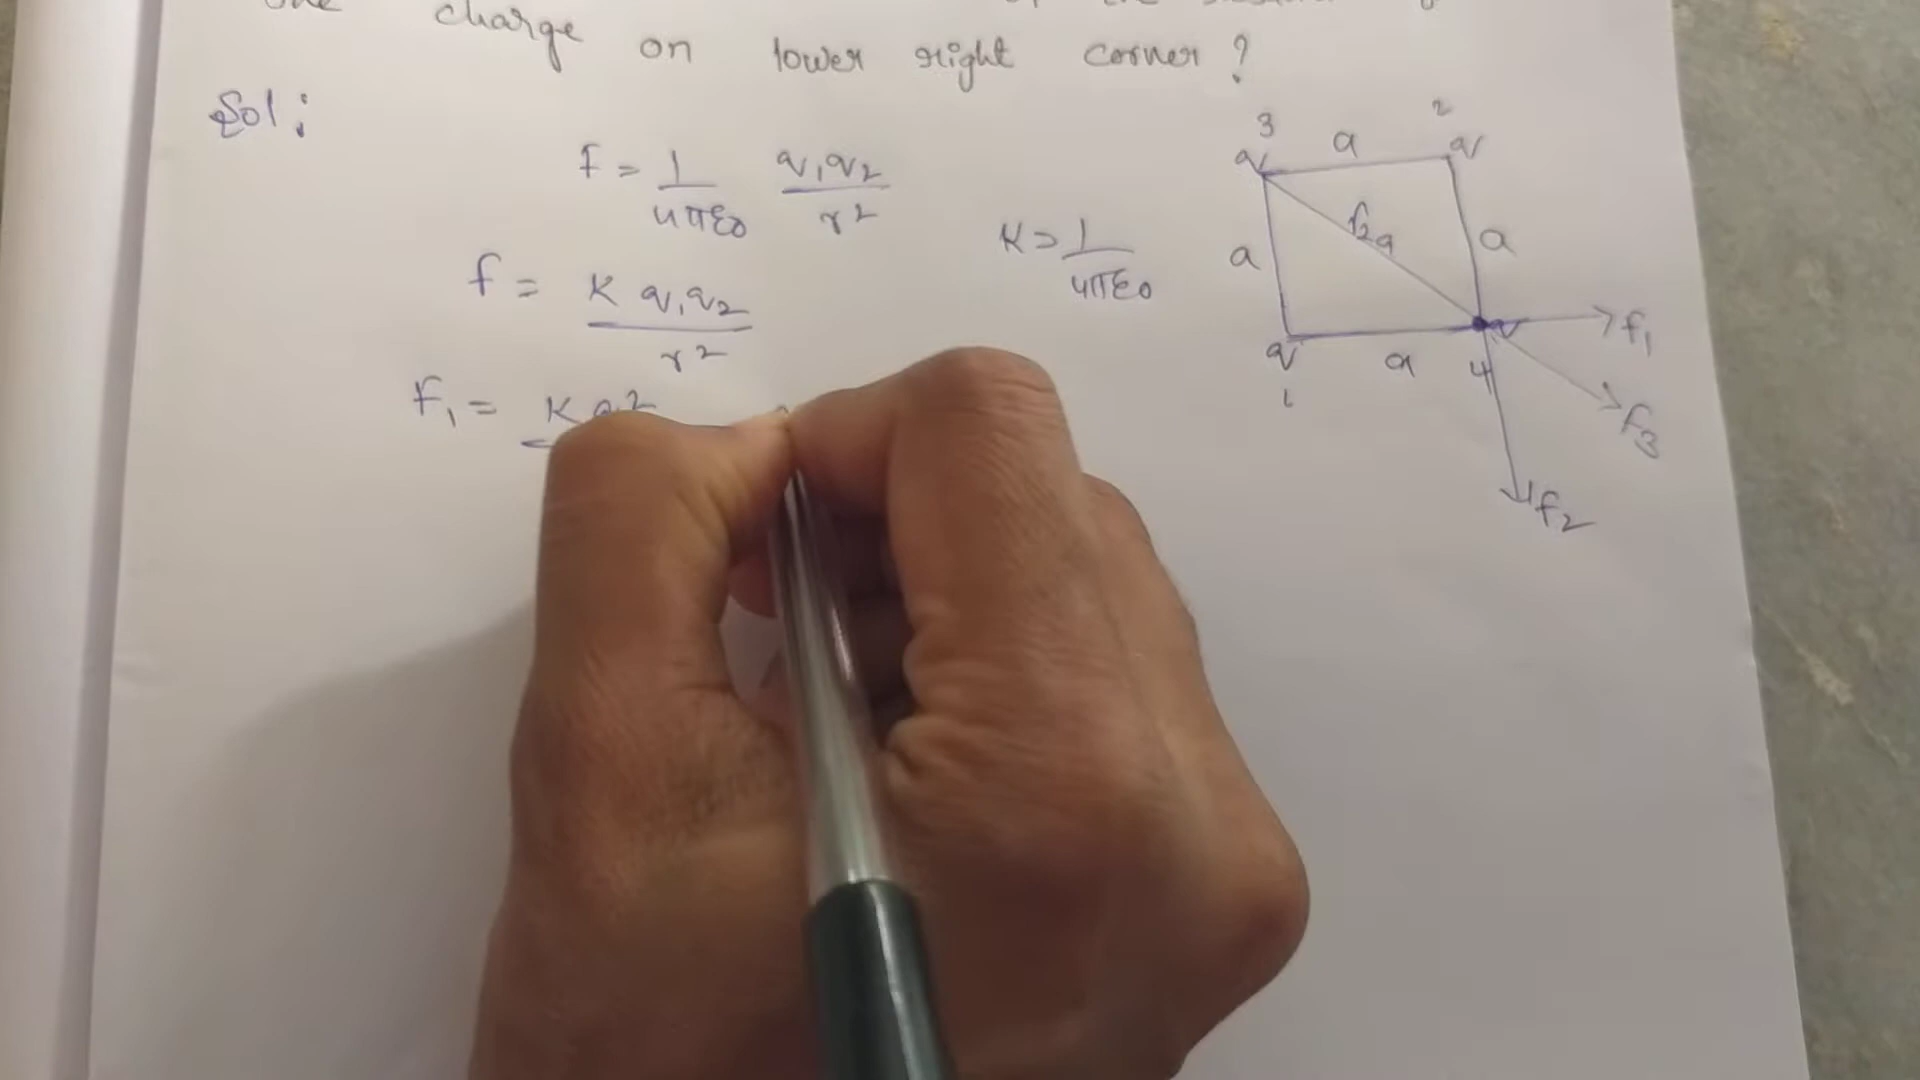 charge on lower right corner ?
Sol :
F = 1/4πε0 q1q2/r²
K = 1/4πε0
f = K q1q2/r²
F1 = K q²
3 2
q a q
a √2a a
q a q
1 4
f1
f3
f2